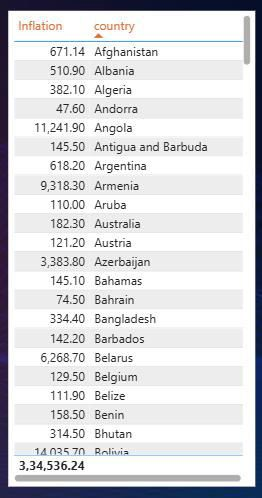 Inflation country
671.14 Afghanistan
510.90 Albania
382.10 Algeria
47.60 Andorra
11,241.90 Angola
145.50 Antigua and Barbuda
618.20 Argentina
9,318.30 Armenia
110.00 Aruba
182.30 Australia
121.20 Austria
3,383.80 Azerbaijan
145.10 Bahamas
74.50 Bahrain
334.40 Bangladesh
142.20 Barbados
6,268.70 Belarus
129.50 Belgium
111.90 Belize
158.50 Benin
314.50 Bhutan
14,035.70 Bolivia
3,34,536.24